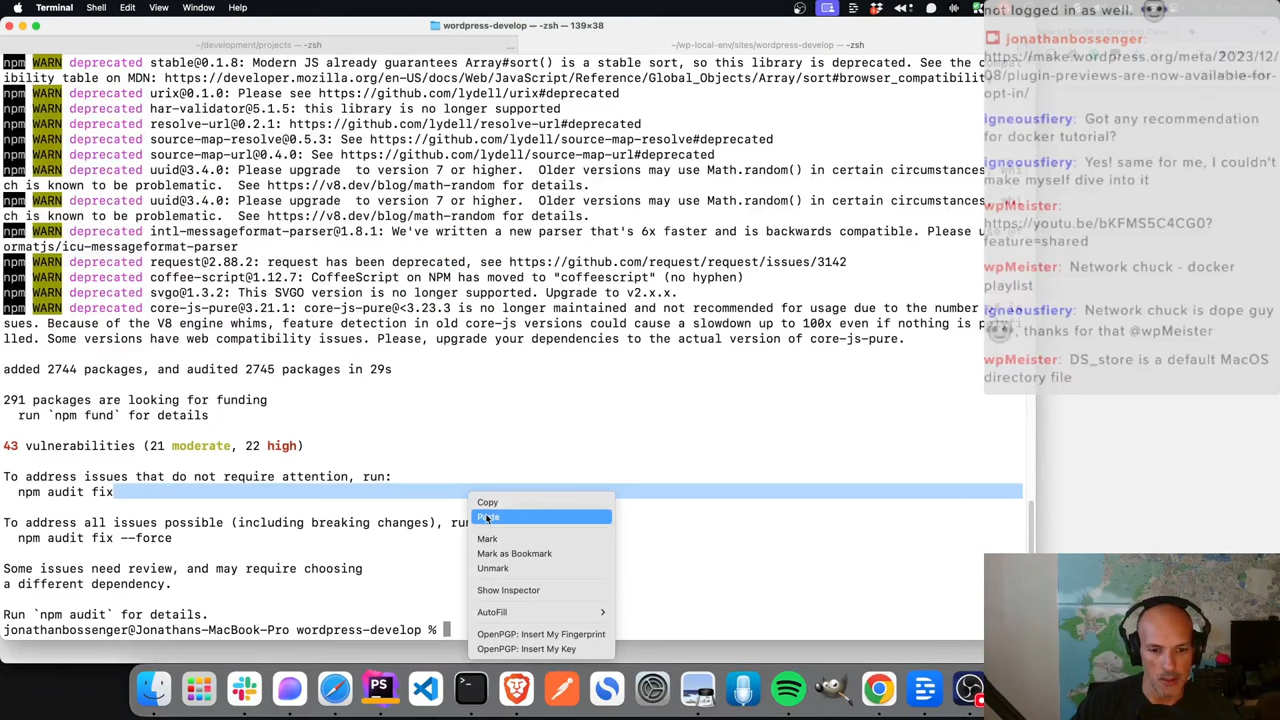 Terminal Shell Edit View Window Help
wordpress-develop — -zsh — 139×38
~/development/projects — -zsh
...
~/wp-local-env/sites/wordpress-develop — -zsh
npm WARN deprecated stable@0.1.8: Modern JS already guarantees Array#sort() is a stable sort, so this library is deprecated. See the
ibility table on MDN: https://developer.mozilla.org/en-US/docs/Web/JavaScript/Reference/Global_Objects/Array/sort#browser_compatibilit
npm WARN deprecated urix@0.1.0: Please see https://github.com/lydell/urix#deprecated
npm WARN deprecated har-validator@5.1.5: this library is no longer supported
npm WARN deprecated resolve-url@0.2.1: https://github.com/lydell/resolve-url#deprecated
npm WARN deprecated source-map-resolve@0.5.3: See https://github.com/lydell/source-map-resolve#deprecated
npm WARN deprecated source-map-url@0.4.0: See https://github.com/lydell/source-map-url#deprecated
npm WARN deprecated uuid@3.4.0: Please upgrade to version 7 or higher. Older versions may use Math.random() in certain circumstances,
ch is known to be problematic. See https://v8.dev/blog/math-random for details.
npm WARN deprecated uuid@3.4.0: Please upgrade to version 7 or higher. Older versions may use Math.random() in certain circumstances,
ch is known to be problematic. See https://v8.dev/blog/math-random for details.
npm WARN deprecated intl-messageformat-parser@1.8.1: We've written a new parser that's 6x faster and is backwards compatible. Please
ormatjs/icu-messageformat-parser
npm WARN deprecated request@2.88.2: request has been deprecated, see https://github.com/request/request/issues/3142
npm WARN deprecated coffee-script@1.12.7: CoffeeScript on NPM has moved to "coffeescript" (no hyphen)
npm WARN deprecated svgo@1.3.2: This SVGO version is no longer supported. Upgrade to v2.x.x.
npm WARN deprecated core-js-pure@3.21.1: core-js-pure@<3.23.3 is no longer maintained and not recommended for usage due to the number
sues. Because of the V8 engine whims, feature detection in old core-js versions could cause a slowdown up to 100x even if nothing is
lled. Some versions have web compatibility issues. Please, upgrade your dependencies to the actual version of core-js-pure.
added 2744 packages, and audited 2745 packages in 29s
291 packages are looking for funding
run `npm fund` for details
43 vulnerabilities (21 moderate, 22 high)
To address issues that do not require attention, run:
npm audit fix
To address all issues possible (including breaking changes), run
npm audit fix --force
Some issues need review, and may require choosing
a different dependency.
Run `npm audit` for details.
jonathanbossenger@Jonathans-MacBook-Pro wordpress-develop %
Copy
Paste
Mark
Mark as Bookmark
Unmark
Show Inspector
AutoFill
OpenPGP: Insert My Fingerprint
OpenPGP: Insert My Key
not logged in as well.
jonathanbossenger:
https://make.wordpress.org/meta/2023/12/
08/plugin-previews-are-now-available-for-
opt-in/
igneousfiery: Got any recommendation
for docker tutorial?
igneousfiery: Yes! same for me, I couldn't
make myself dive into it
wpMeister:
https://youtu.be/bKFMS5C4CG0?
feature=shared
wpMeister: Network chuck - docker
playlist
igneousfiery: Network chuck is dope guy
, thanks for that @wpMeister
wpMeister: DS_store is a default MacOS
directory file
PS